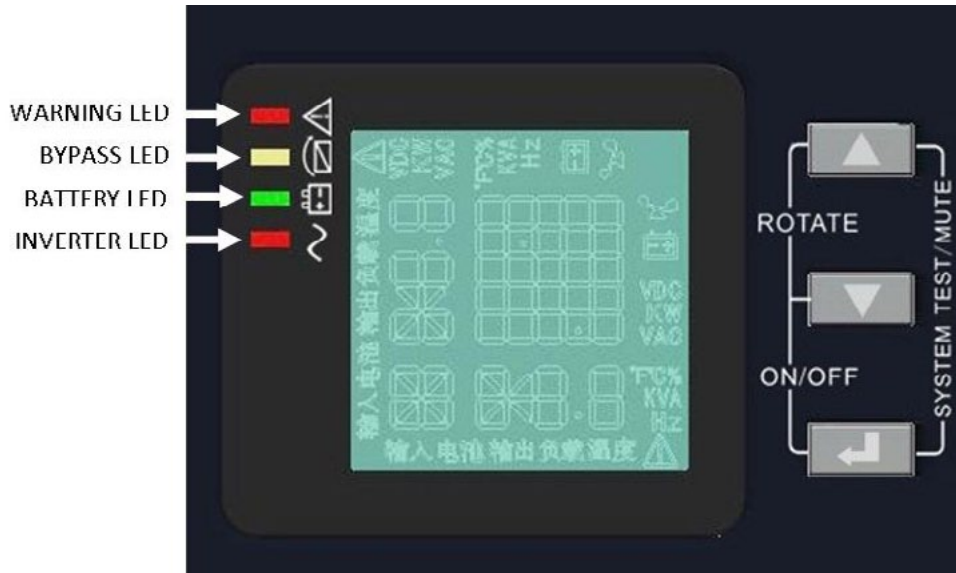 WARNING LED
BYPASS LED
BATTERY LED
INVERTER LED
VDC
KW
VAC
°F°C%
KVA
Hz
输入电池输出负载温度
VDC
KW
VAC
°F°C%
KVA
Hz
输入电池输出负载温度
ROTATE
ON/OFF
SYSTEM TEST/MUTE